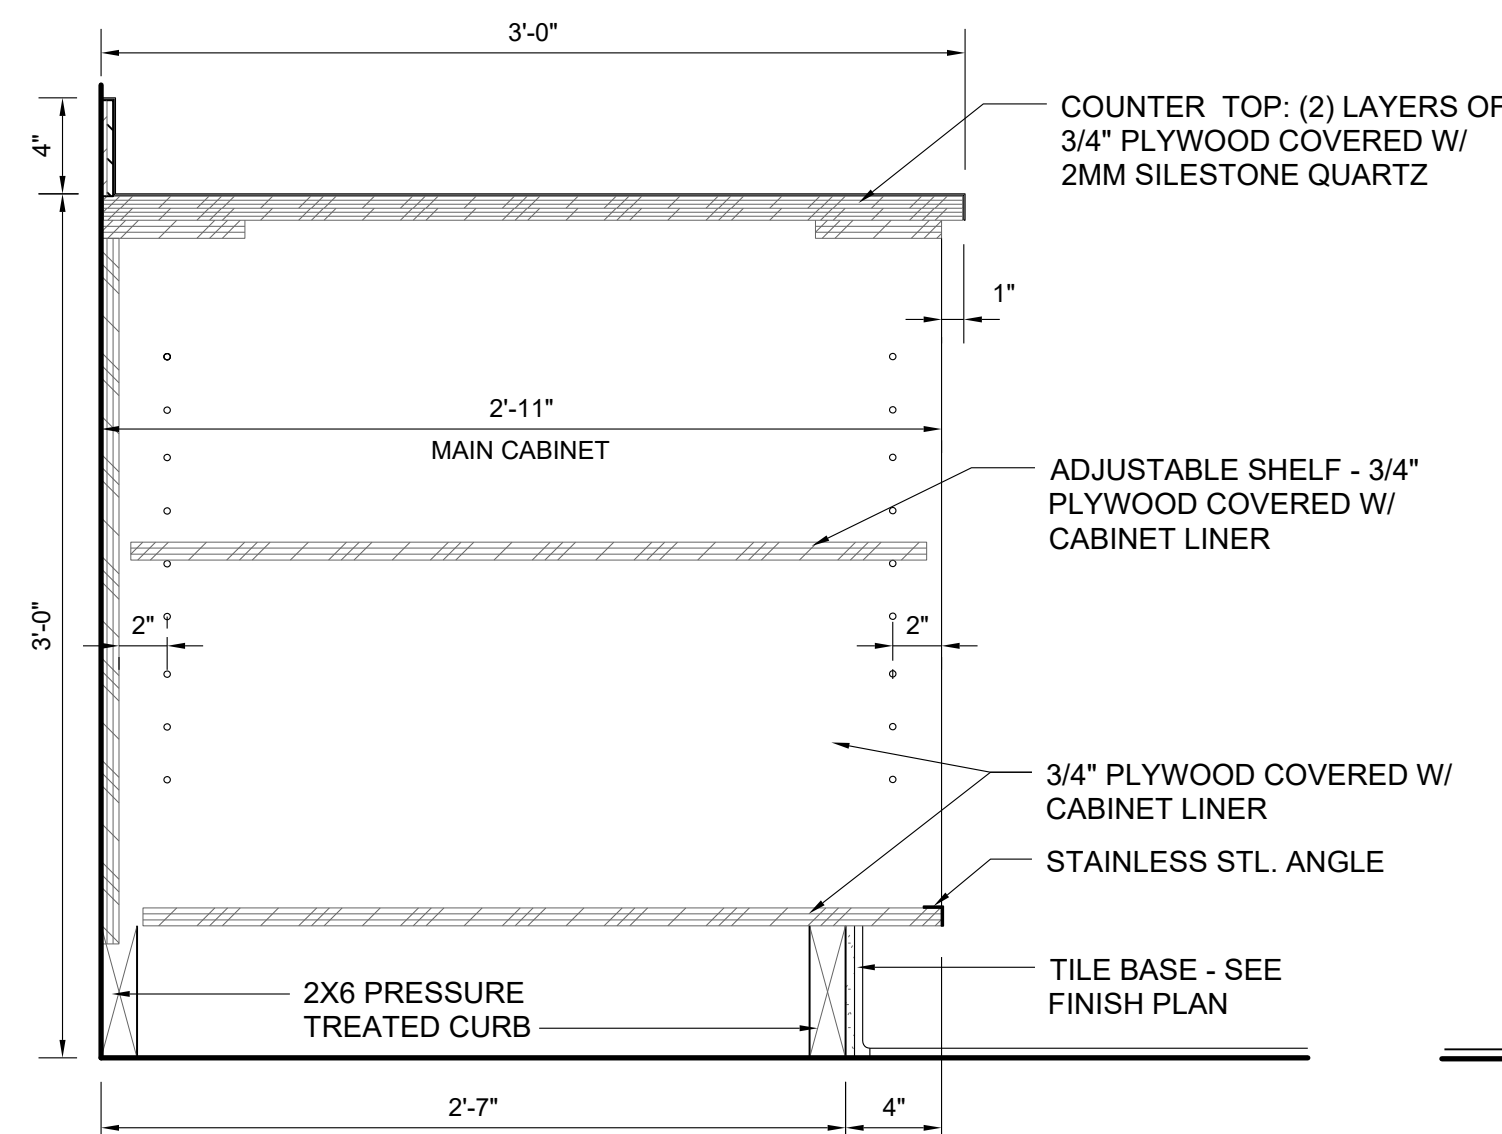 3'-0"
4"
COUNTER TOP: (2) LAYERS OF
3/4" PLYWOOD COVERED W/
2MM SILESTONE QUARTZ
1"
2'-11"
MAIN CABINET
ADJUSTABLE SHELF - 3/4"
PLYWOOD COVERED W/
CABINET LINER
3'-0"
2"
2"
3/4" PLYWOOD COVERED W/
CABINET LINER
STAINLESS STL. ANGLE
TILE BASE - SEE
FINISH PLAN
2X6 PRESSURE
TREATED CURB
2'-7"
4"